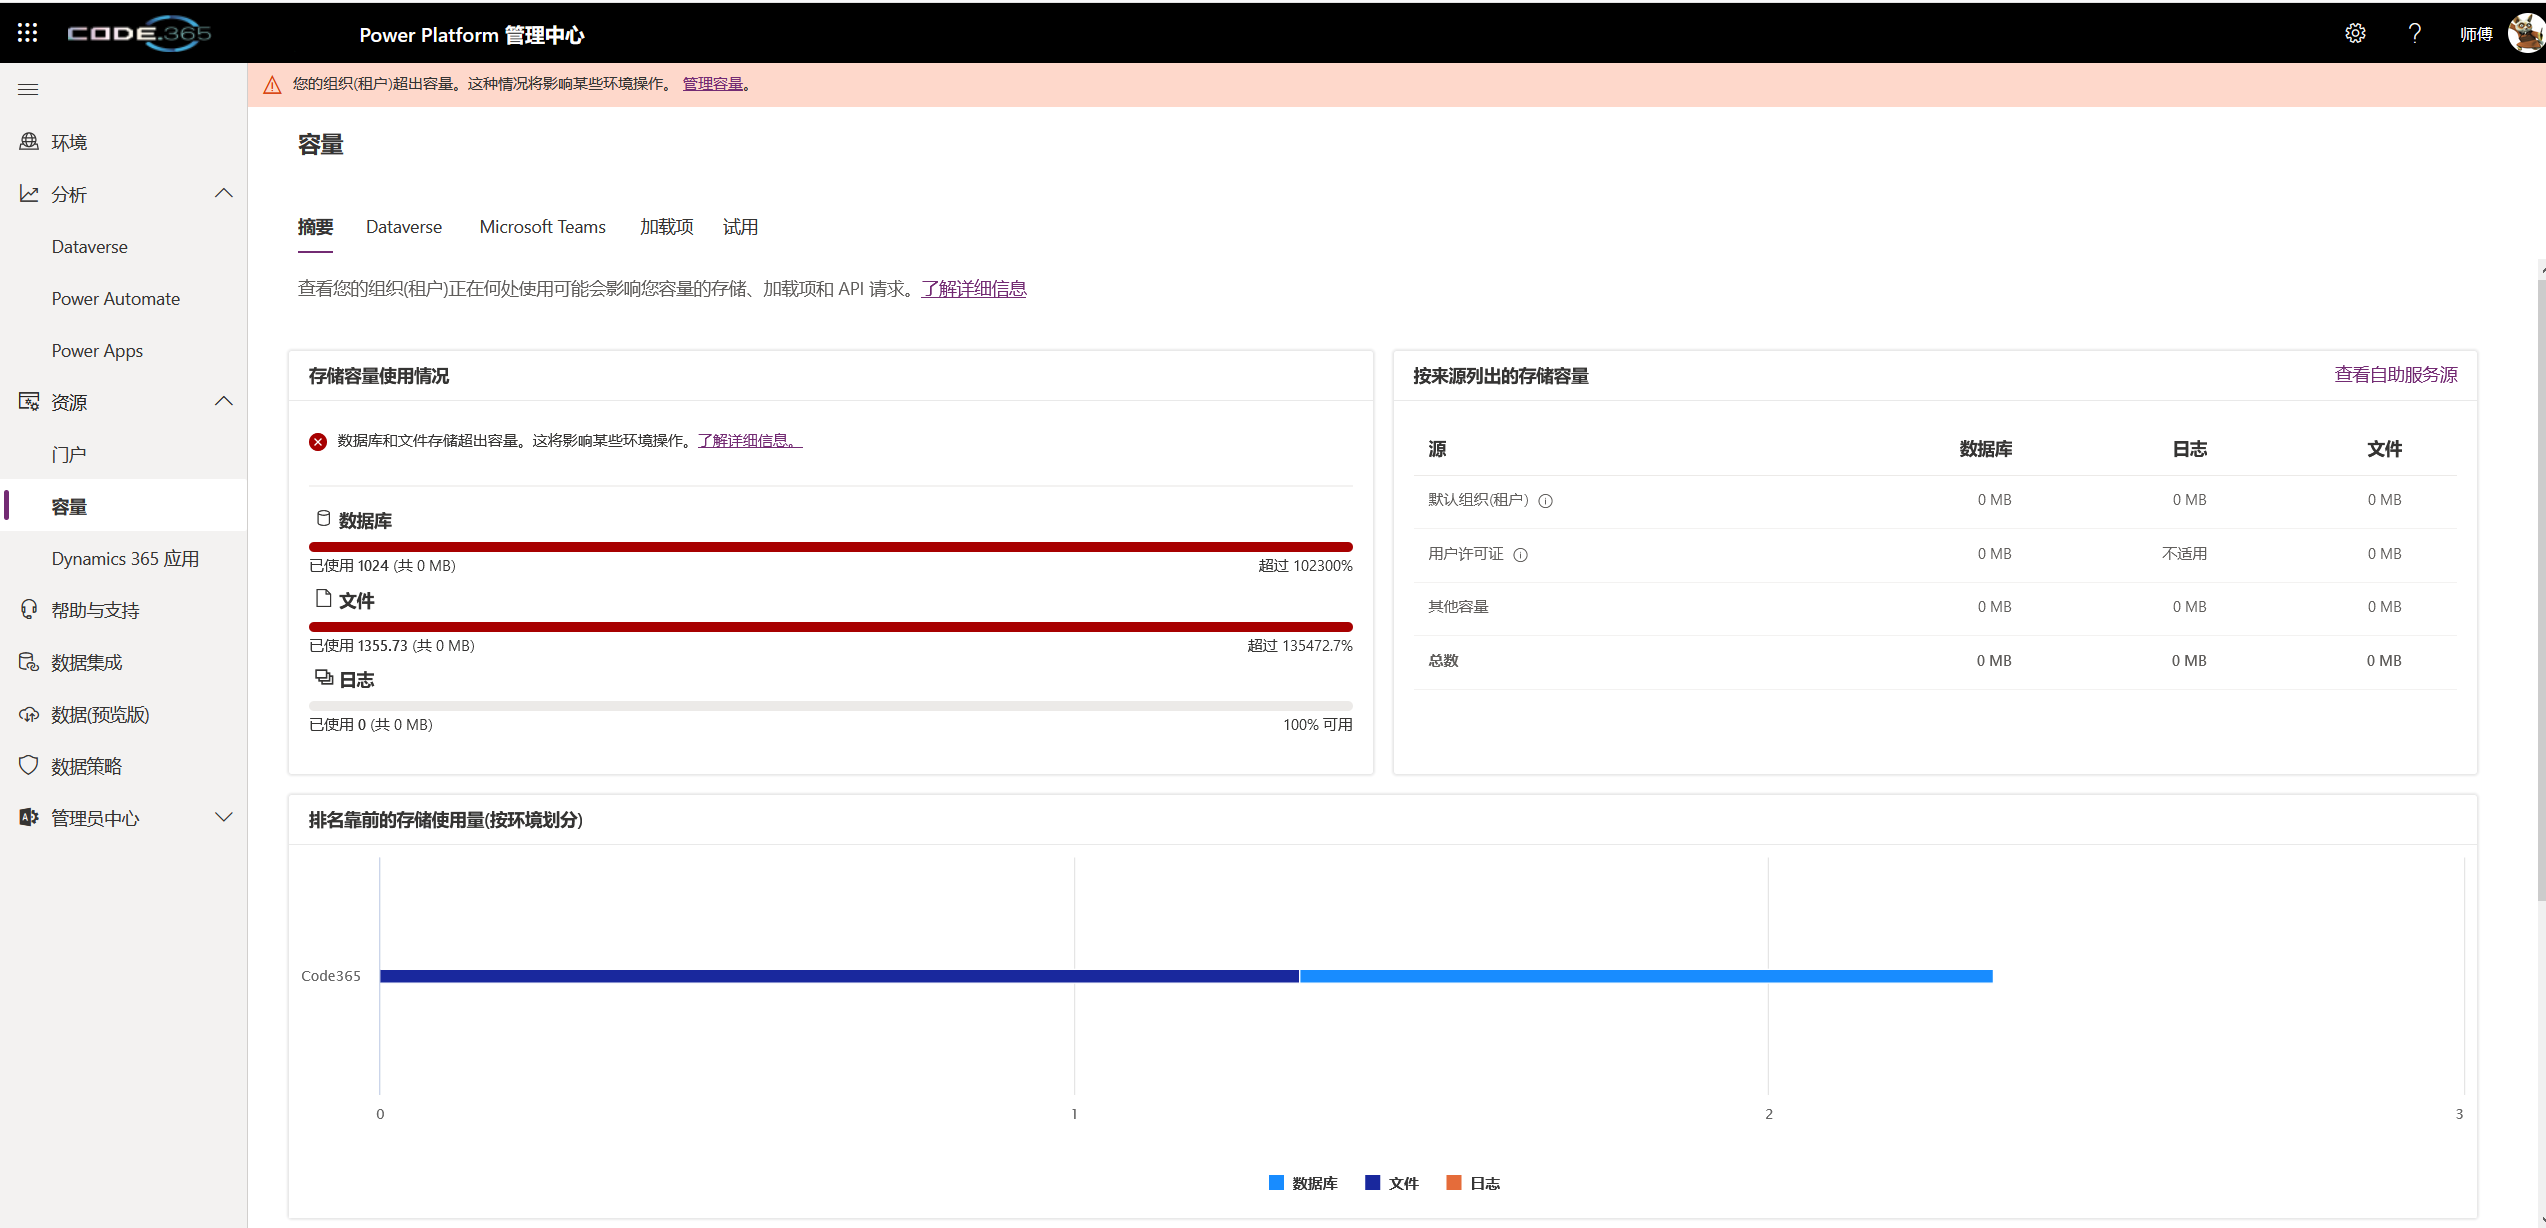 CODE.365
Power Platform 管理中心
师傅
您的组织(租户)超出容量。这种情况将影响某些环境操作。 管理容量。
环境
分析
Dataverse
Power Automate
Power Apps
资源
门户
容量
Dynamics 365 应用
帮助与支持
数据集成
数据(预览版)
数据策略
管理员中心
容量
摘要 Dataverse Microsoft Teams 加载项 试用
查看您的组织(租户)正在何处使用可能会影响您容量的存储、加载项和 API 请求。了解详细信息
存储容量使用情况
数据库和文件存储超出容量。这将影响某些环境操作。了解详细信息。
数据库
已使用 1024 (共 0 MB) 超过 102300%
文件
已使用 1355.73 (共 0 MB) 超过 135472.7%
日志
已使用 0 (共 0 MB) 100% 可用
按来源列出的存储容量 查看自助服务源
源 数据库 日志 文件
默认组织(租户) 0 MB 0 MB 0 MB
用户许可证 0 MB 不适用 0 MB
其他容量 0 MB 0 MB 0 MB
总数 0 MB 0 MB 0 MB
排名靠前的存储使用量(按环境划分)
Code365
0 1 2 3
数据库 文件 日志